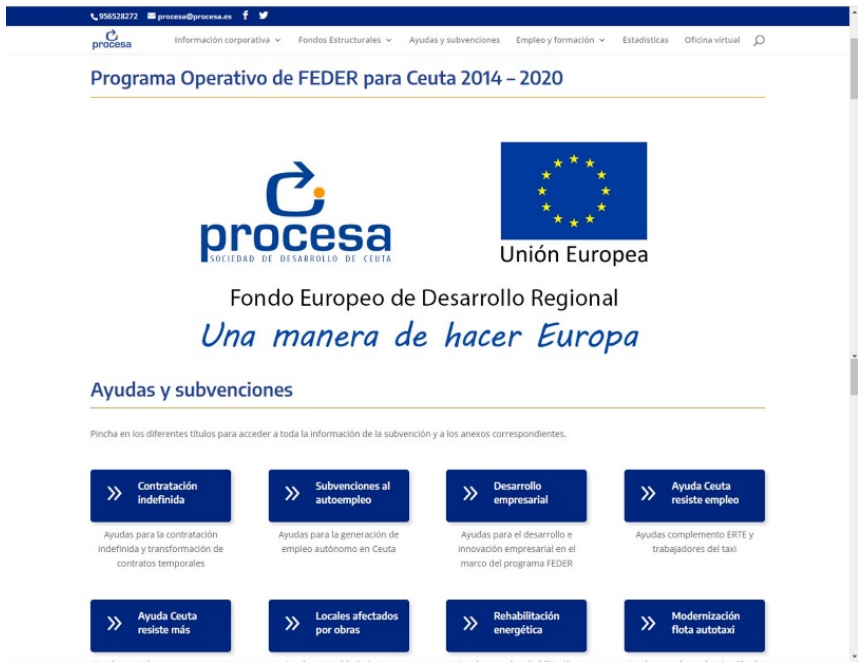 956528272 procesa@procesa.es
procesa Información corporativa Fondos Estructurales Ayudas y subvenciones Empleo y formación Estadísticas Oficina virtual
Programa Operativo de FEDER para Ceuta 2014 – 2020
procesa
SOCIEDAD DE DESARROLLO DE CEUTA
Unión Europea
Fondo Europeo de Desarrollo Regional
Una manera de hacer Europa
Ayudas y subvenciones
Pincha en los diferentes títulos para acceder a toda la información de la subvención y a los anexos correspondientes.
Contratación
indefinida
Ayudas para la contratación
indefinida y transformación de
contratos temporales
Subvenciones al
autoempleo
Ayudas para la generación de
empleo autónomo en Ceuta
Desarrollo
empresarial
Ayudas para el desarrollo e
innovación empresarial en el
marco del programa FEDER
Ayuda Ceuta
resiste empleo
Ayudas complemento ERTE y
trabajadores del taxi
Ayuda Ceuta
resiste más
Locales afectados
por obras
Rehabilitación
energética
Modernización
flota autotaxi